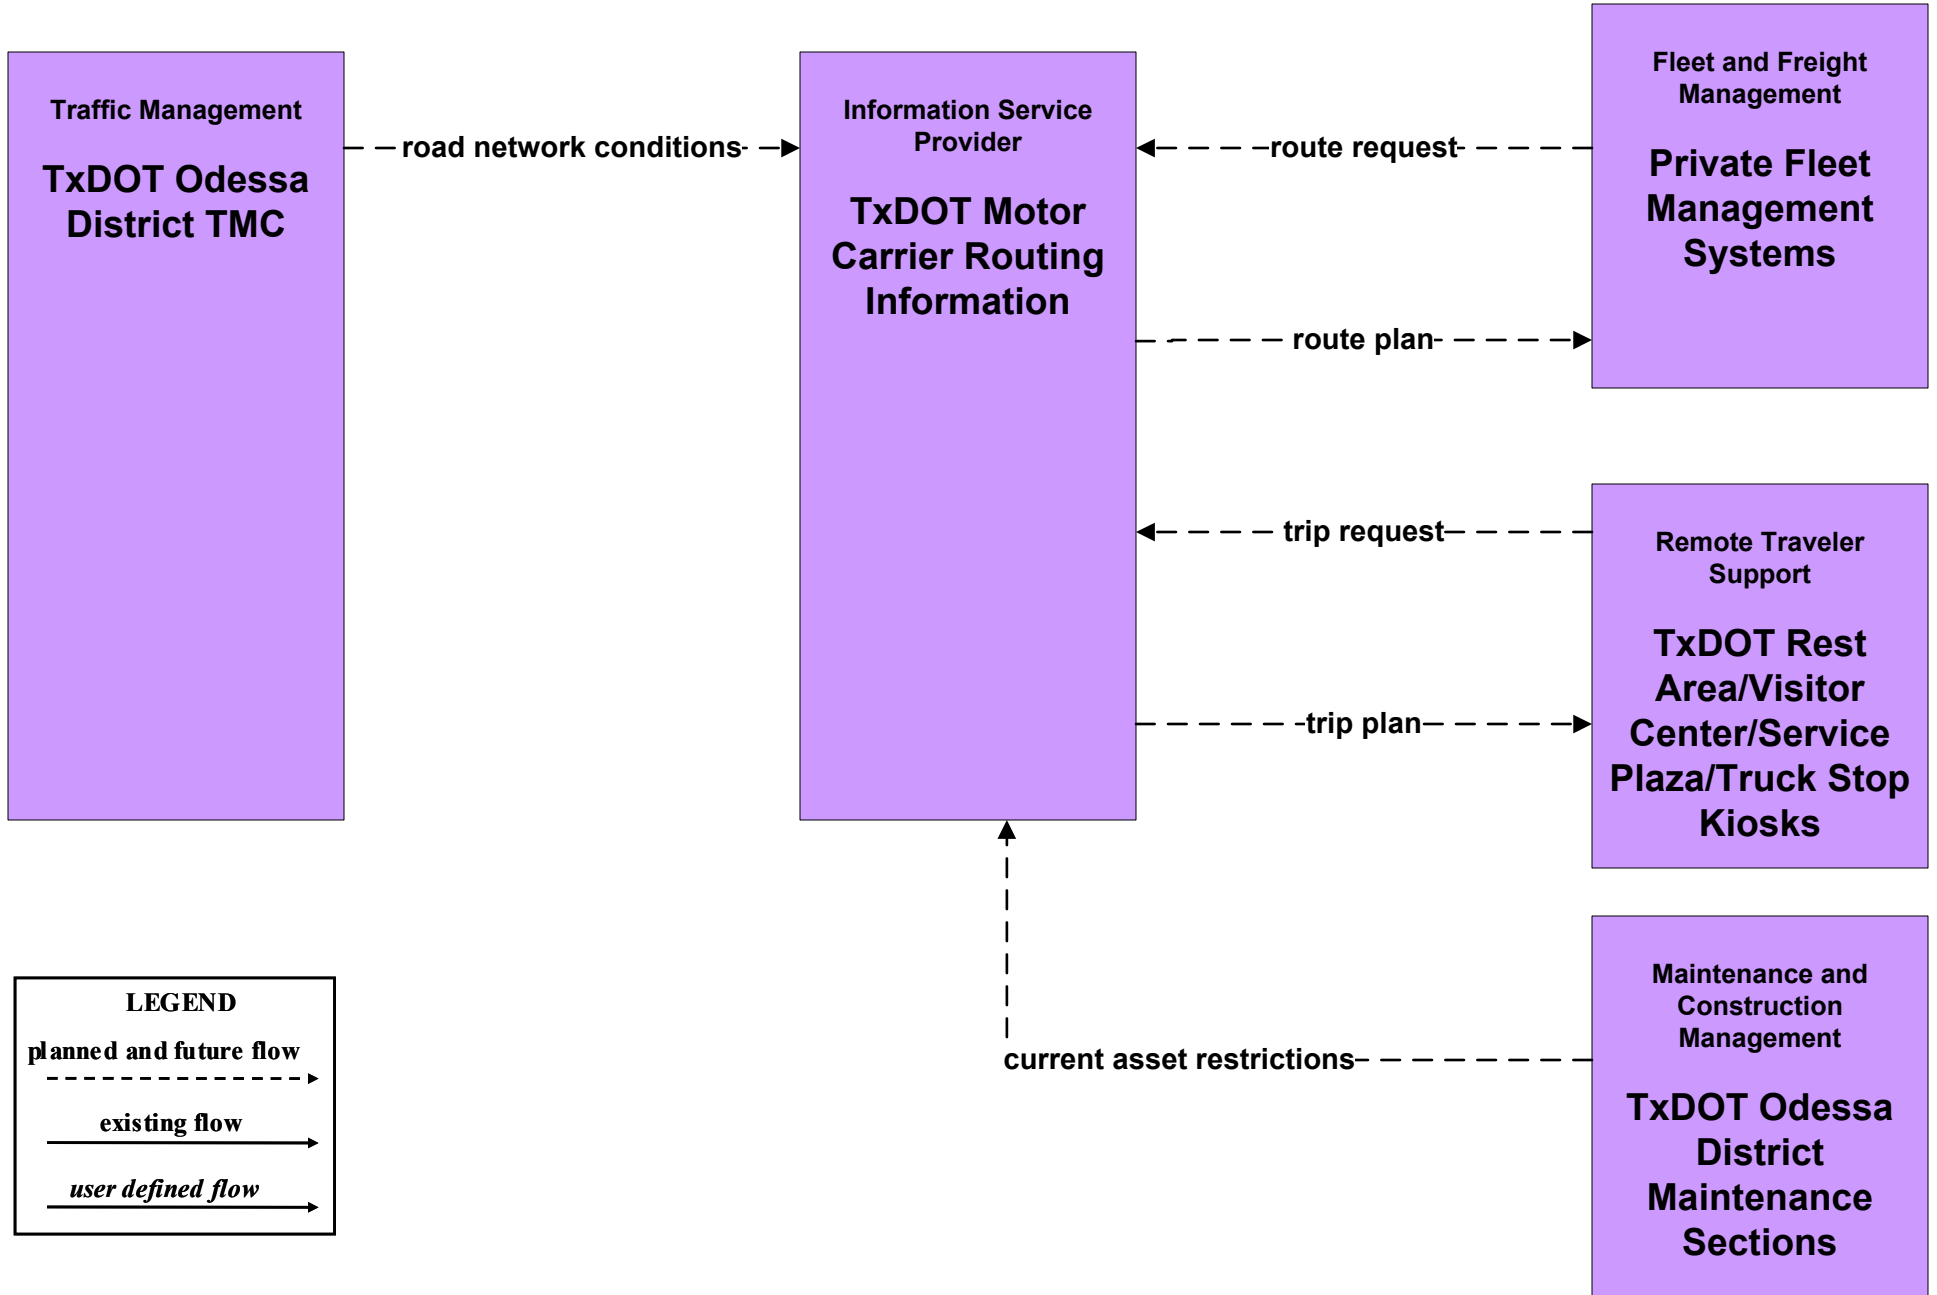 Traffic Management
TxDOT Odessa
District TMC
road network conditions
Information Service
Provider
TxDOT Motor
Carrier Routing
Information
route request
route plan
Fleet and Freight
Management
Private Fleet
Management
Systems
trip request
trip plan
Remote Traveler
Support
TxDOT Rest
Area/Visitor
Center/Service
Plaza/Truck Stop
Kiosks
current asset restrictions
Maintenance and
Construction
Management
TxDOT Odessa
District
Maintenance
Sections
LEGEND
planned and future flow
existing flow
user defined flow